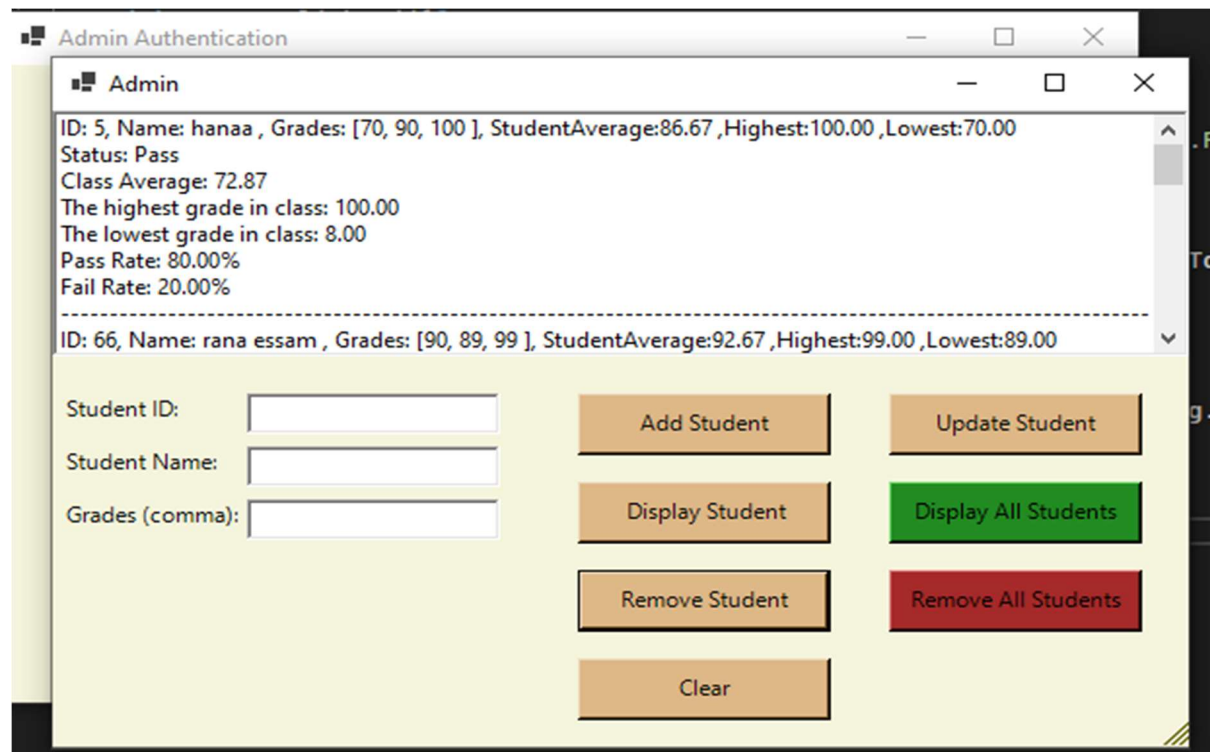 Admin Authentication
Admin
ID: 5, Name: hanaa , Grades: [70, 90, 100 ], StudentAverage:86.67 ,Highest:100.00 ,Lowest:70.00
Status: Pass
Class Average: 72.87
The highest grade in class: 100.00
The lowest grade in class: 8.00
Pass Rate: 80.00%
Fail Rate: 20.00%
--------------------------------------------------------------------------------------------------------------
ID: 66, Name: rana essam , Grades: [90, 89, 99 ], StudentAverage:92.67 ,Highest:99.00 ,Lowest:89.00
Student ID:
Add Student
Update Student
Student Name:
Grades (comma):
Display Student
Display All Students
Remove Student
Remove All Students
Clear